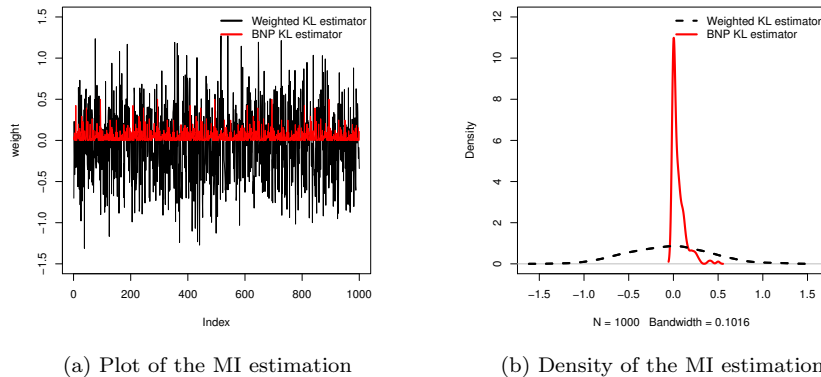 Weighted KL estimator
BNP KL estimator
weight
1.5
1.0
0.5
0.0
−0.5
−1.0
−1.5
0 200 400 600 800 1000
Index
(a) Plot of the MI estimation
Weighted KL estimator
BNP KL estimator
Density
12
10
8
6
4
2
0
−1.5 −1.0 −0.5 0.0 0.5 1.0 1.5
N = 1000 Bandwidth = 0.1016
(b) Density of the MI estimation